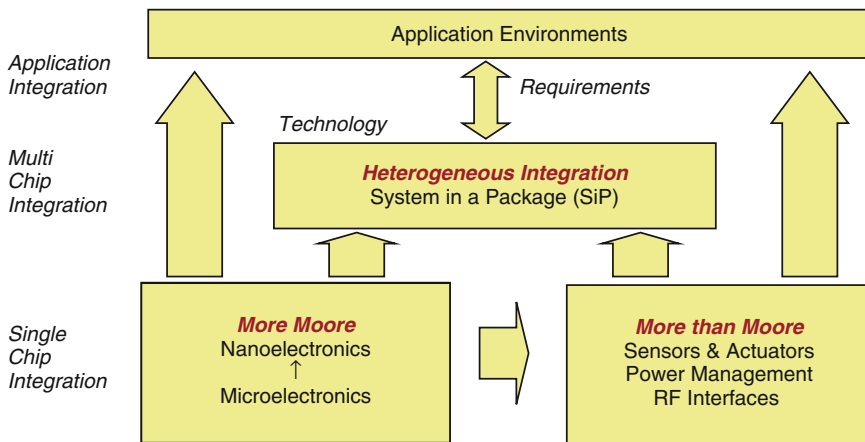 Application Environments
Application
Integration
Requirements
Technology
Multi
Chip
Integration
Heterogeneous Integration
System in a Package (SiP)
Single
Chip
Integration
More Moore
Nanoelectronics
↑
Microelectronics
More than Moore
Sensors & Actuators
Power Management
RF Interfaces